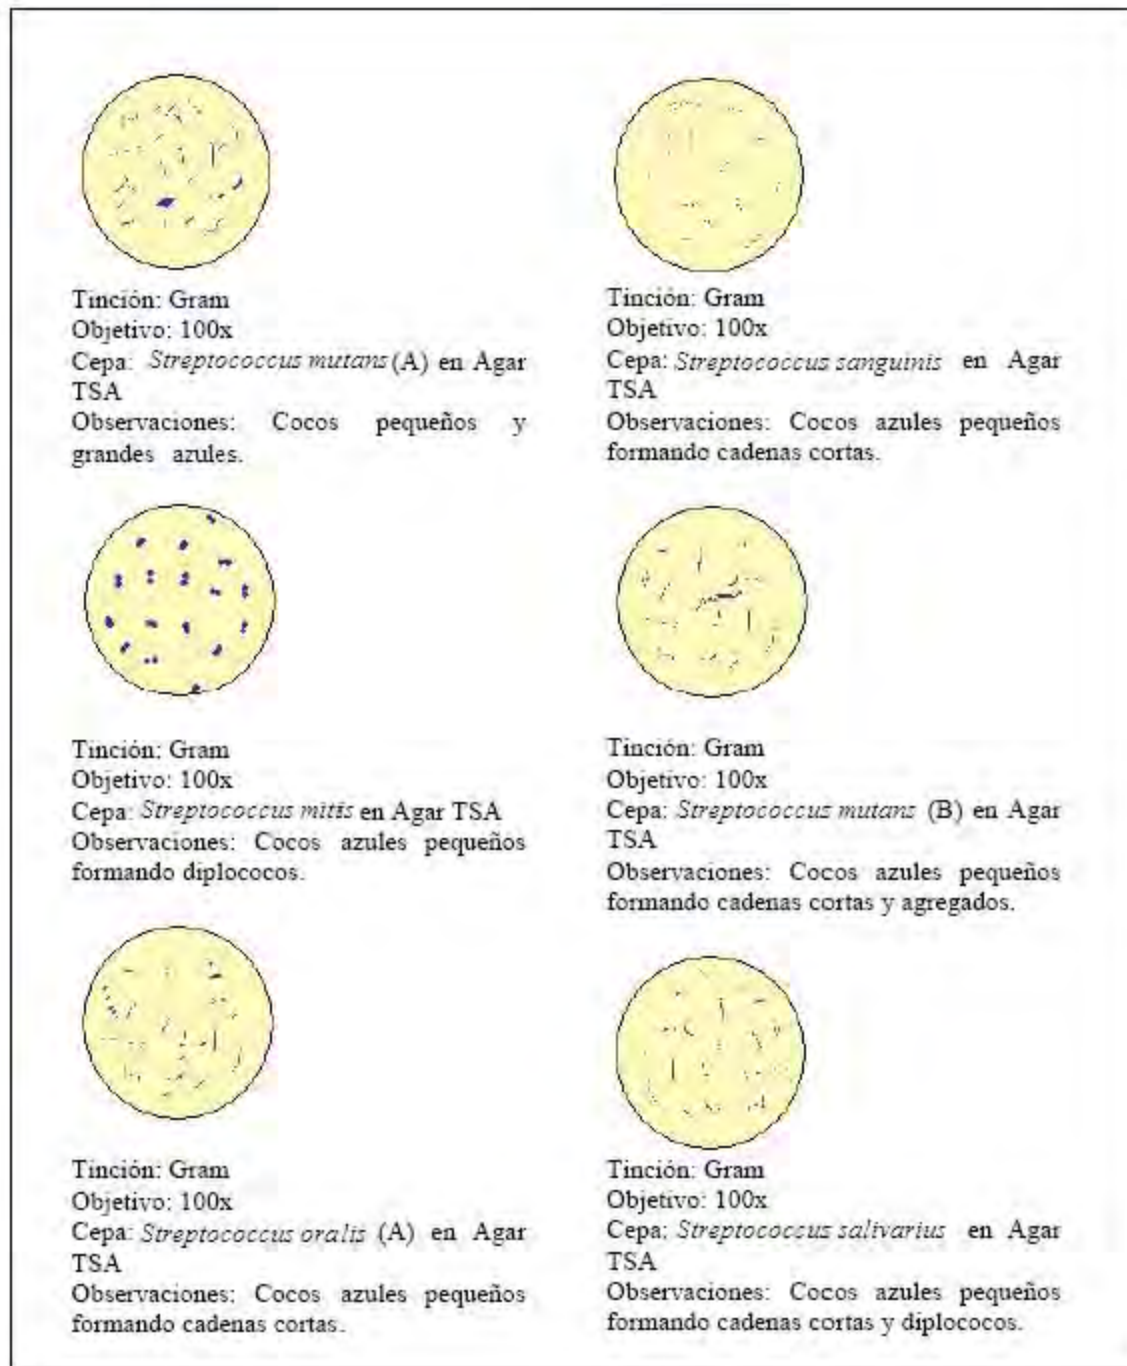 Tinción: Gram
Objetivo: 100x
Cepa: Streptococcus mutans (A) en Agar
TSA
Observaciones: Cocos pequeños y
grandes azules.
Tinción: Gram
Objetivo: 100x
Cepa: Streptococcus sanguinis en Agar
TSA
Observaciones: Cocos azules pequeños
formando cadenas cortas.
Tinción: Gram
Objetivo: 100x
Cepa: Streptococcus mitis en Agar TSA
Observaciones: Cocos azules pequeños
formando diplococos.
Tinción: Gram
Objetivo: 100x
Cepa: Streptococcus mutans (B) en Agar
TSA
Observaciones: Cocos azules pequeños
formando cadenas cortas y agregados.
Tinción: Gram
Objetivo: 100x
Cepa: Streptococcus oralis (A) en Agar
TSA
Observaciones: Cocos azules pequeños
formando cadenas cortas.
Tinción: Gram
Objetivo: 100x
Cepa: Streptococcus salivarius en Agar
TSA
Observaciones: Cocos azules pequeños
formando cadenas cortas y diplococos.